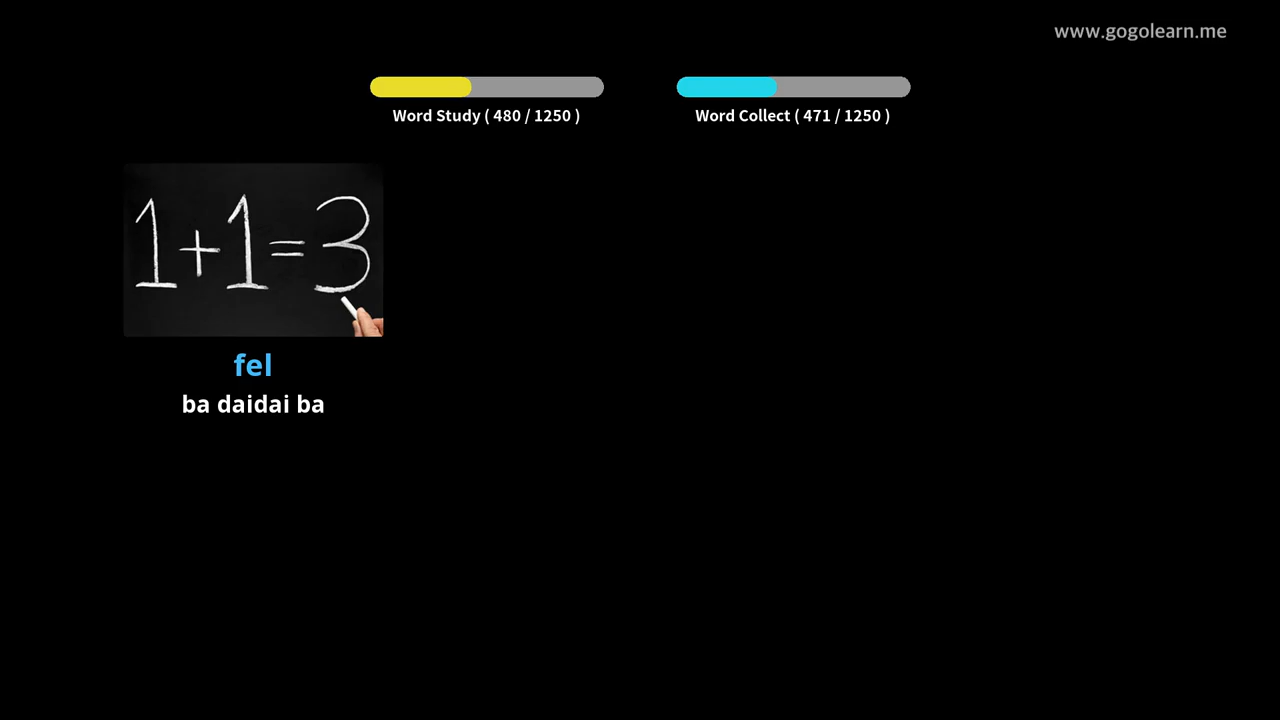 www.gogolearn.me
Word Study ( 480 / 1250 )
Word Collect ( 471 / 1250 )
1+1=3
fel
ba daidai ba